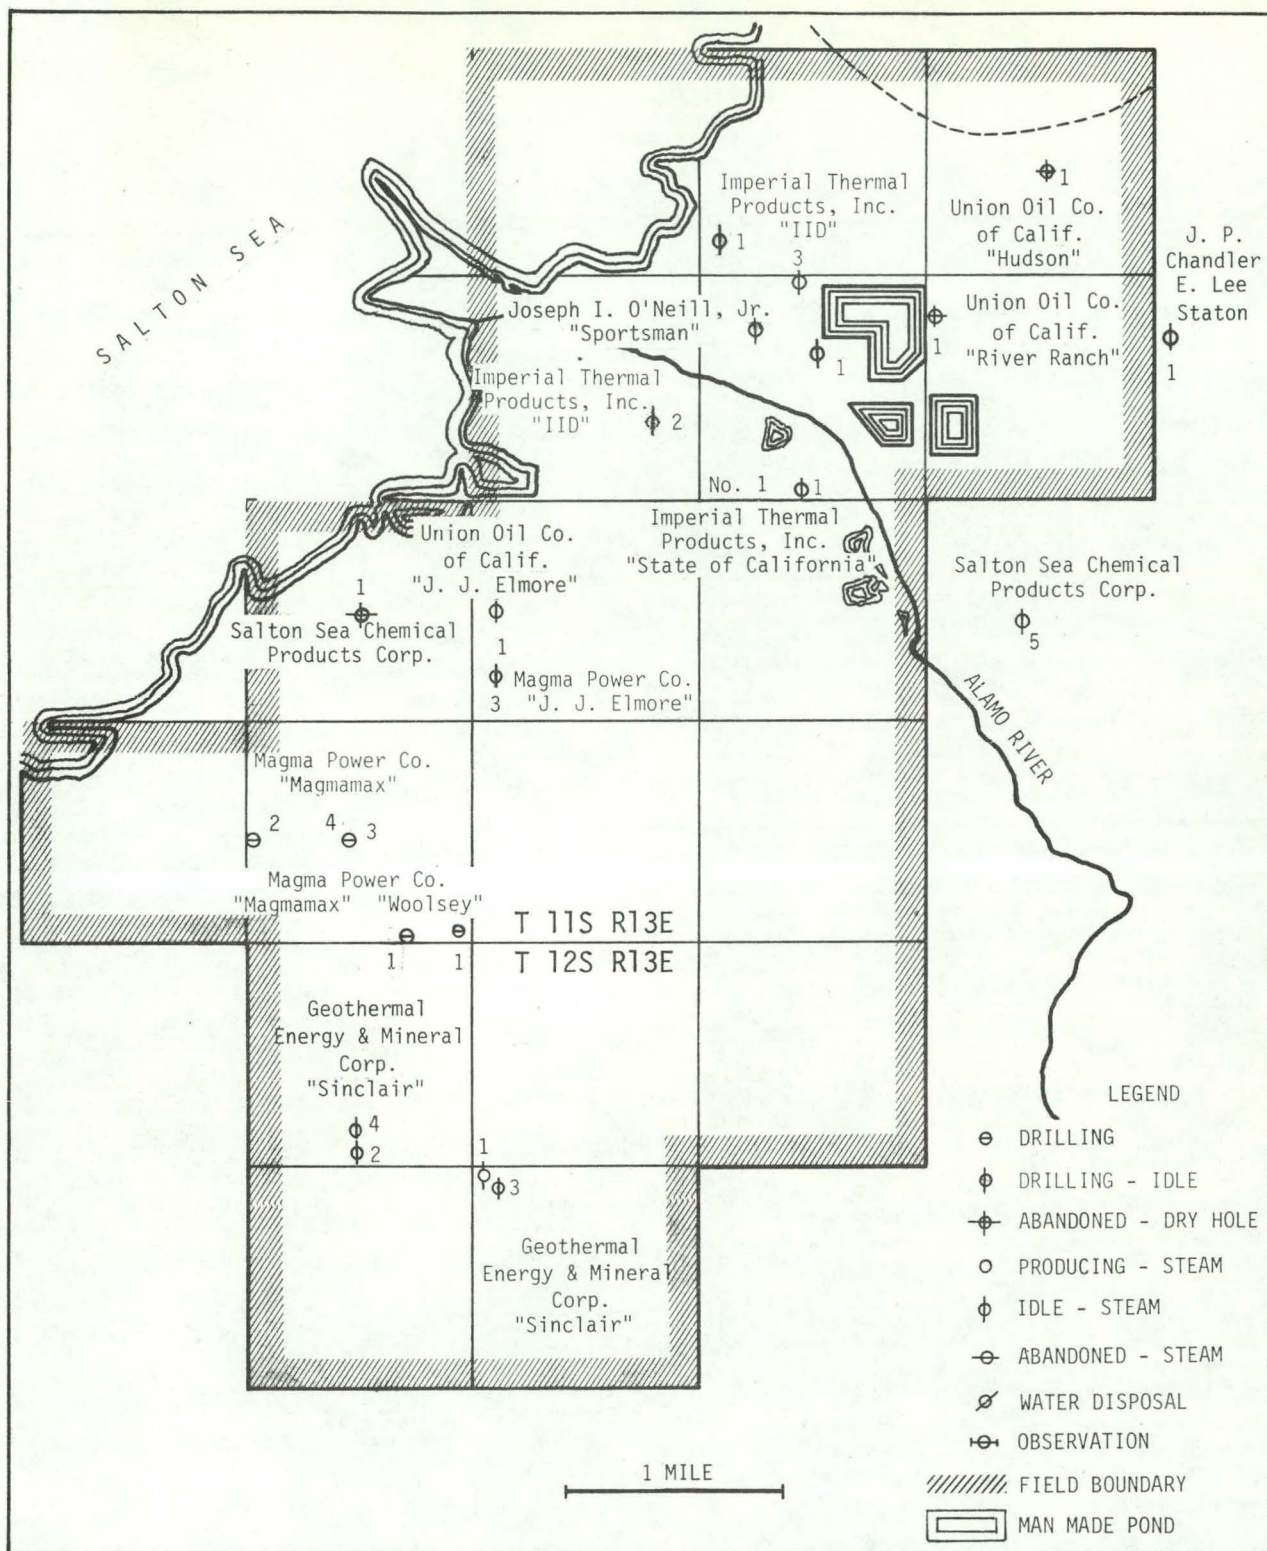 SALTON SEA
Imperial Thermal
Products, Inc.
"IID"
1
3
1
Union Oil Co.
of Calif.
"Hudson"
J. P.
Chandler
E. Lee
Staton
1
Joseph I. O'Neill, Jr.
"Sportsman"
1
1
Union Oil Co.
of Calif.
"River Ranch"
Imperial Thermal
Products, Inc.
"IID"
2
No. 1
1
Imperial Thermal
Products, Inc.
"State of California"
Union Oil Co.
of Calif.
"J. J. Elmore"
1
1
Salton Sea Chemical
Products Corp.
Salton Sea Chemical
Products Corp.
5
3
Magma Power Co.
"J. J. Elmore"
ALAMO RIVER
Magma Power Co.
"Magmamax"
2
4
3
Magma Power Co.
"Magmamax" "Woolsey"
1
1
T 11S R13E
T 12S R13E
Geothermal
Energy & Mineral
Corp.
"Sinclair"
4
2
1
3
Geothermal
Energy & Mineral
Corp.
"Sinclair"
LEGEND
DRILLING
DRILLING - IDLE
ABANDONED - DRY HOLE
PRODUCING - STEAM
IDLE - STEAM
ABANDONED - STEAM
WATER DISPOSAL
OBSERVATION
FIELD BOUNDARY
MAN MADE POND
1 MILE